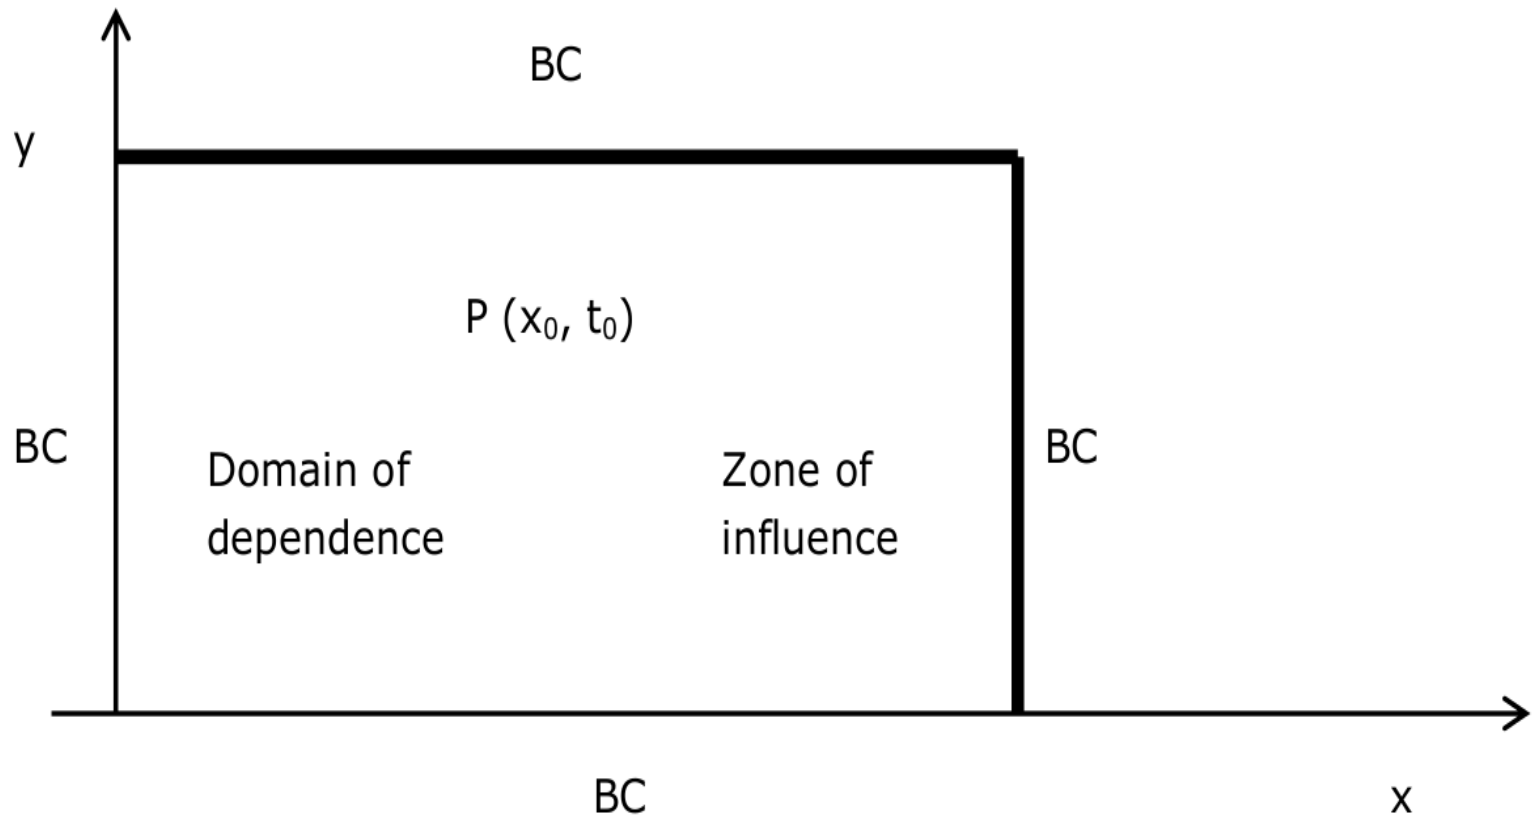 BC
y
P (x₀, t₀)
BC
BC
Domain of
dependence
Zone of
influence
BC
x